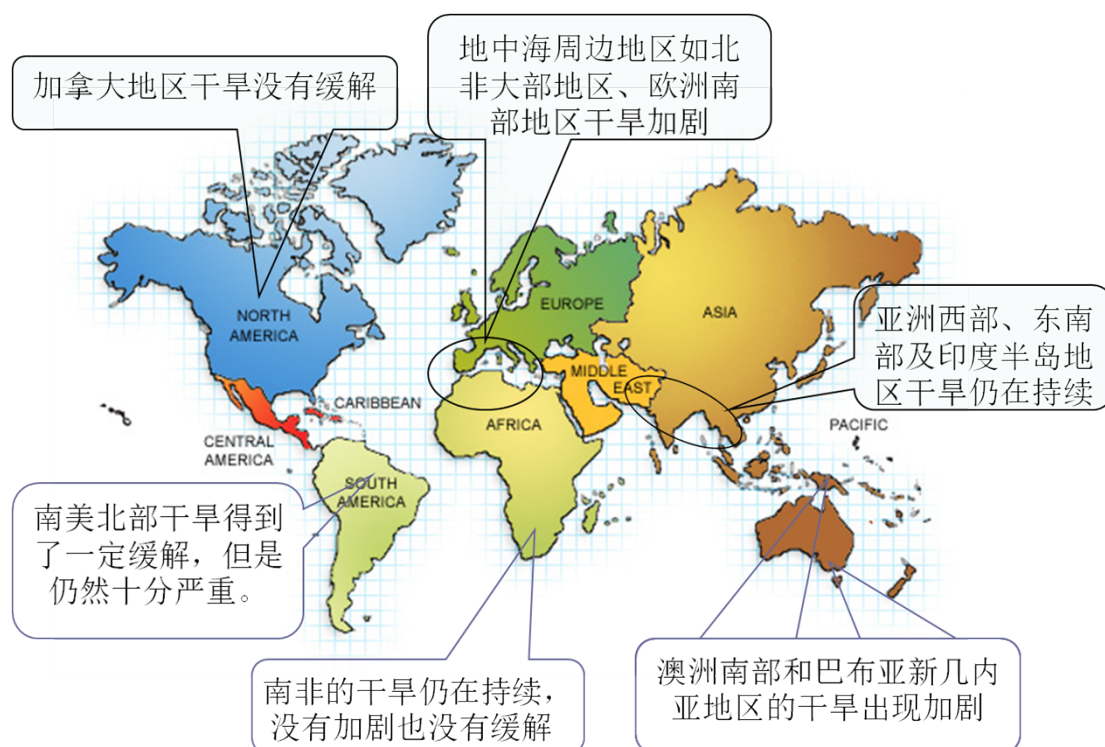 地中海周边地区如北
非大部地区、欧洲南
部地区干旱加剧
加拿大地区干旱没有缓解
NORTH
AMERICA
EUROPE
ASIA
MIDDLE
EAST
亚洲西部、东南
部及印度半岛地
区干旱仍在持续
CARIBBEAN
AFRICA
PACIFIC
CENTRAL
AMERICA
SOUTH
AMERICA
南美北部干旱得到
了一定缓解，但是
仍然十分严重。
南非的干旱仍在持续，
没有加剧也没有缓解
澳洲南部和巴布亚新几内
亚地区的干旱出现加剧